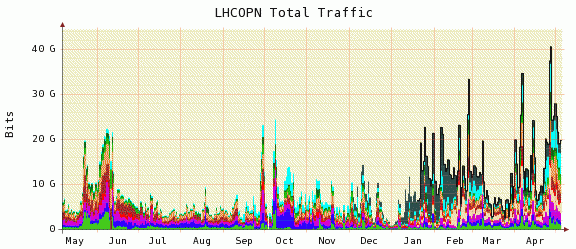 LHCOPN Total Traffic
Bits
40 G
30 G
20 G
10 G
0
May Jun Jul Aug Sep Oct Nov Dec Jan Feb Mar Apr